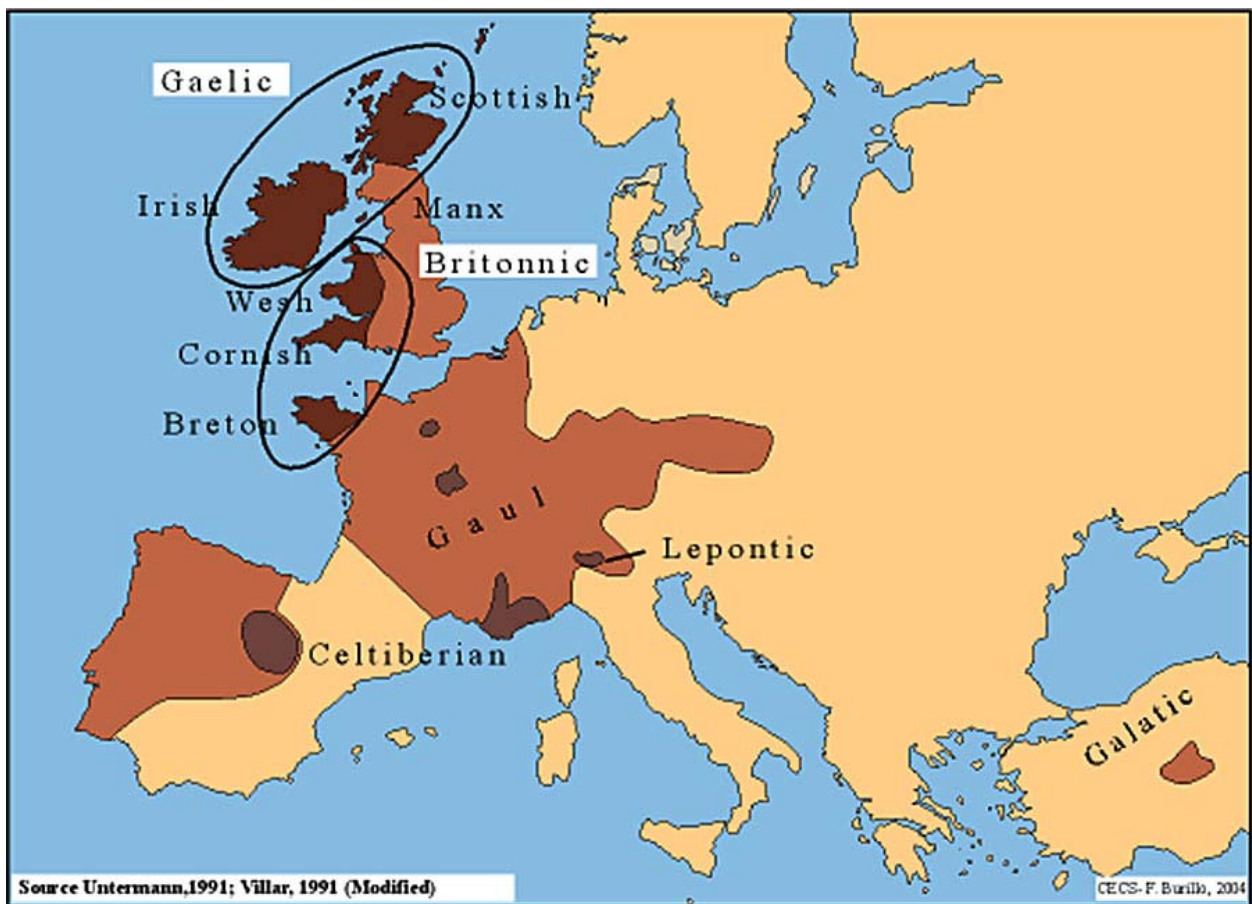 Gaelic
Scottish
Irish
Manx
Britonnic
Wesh
Cornish
Breton
Gaul
Lepontic
Celtiberian
Galatic
Source Untermann,1991; Villar, 1991 (Modified)
CECS- F. Burillo, 2004